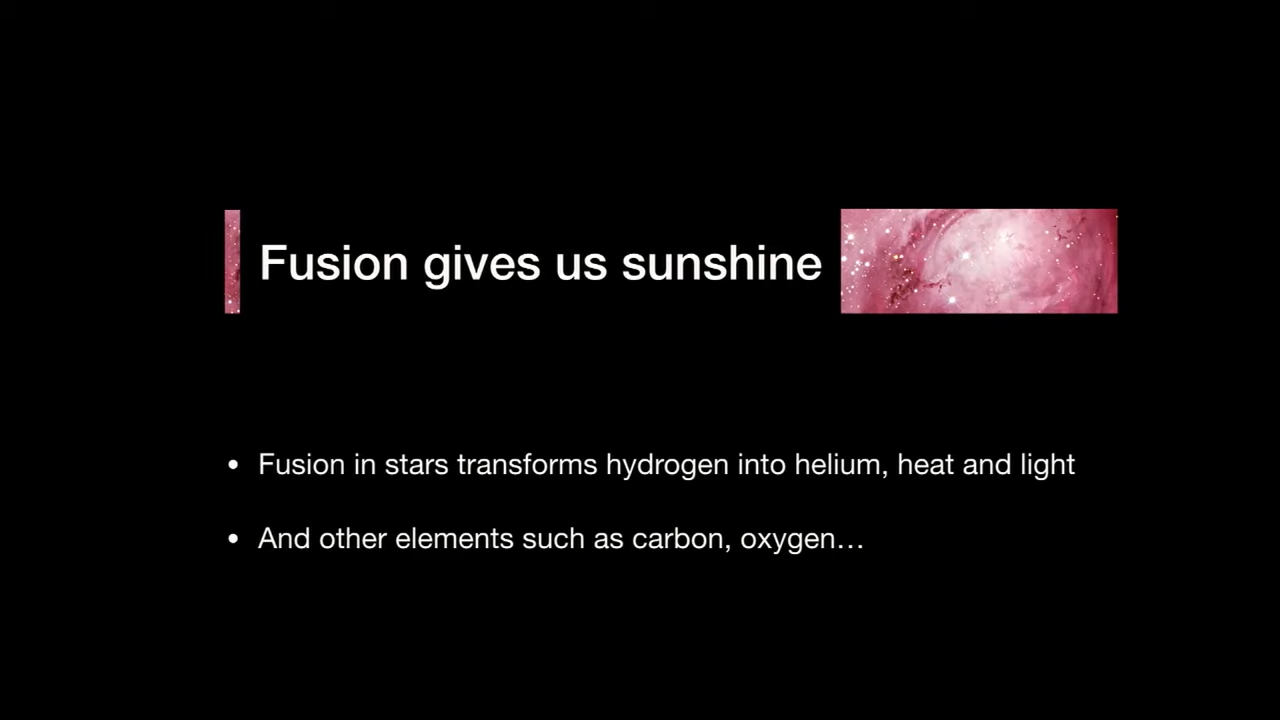 Fusion gives us sunshine
• Fusion in stars transforms hydrogen into helium, heat and light
• And other elements such as carbon, oxygen…